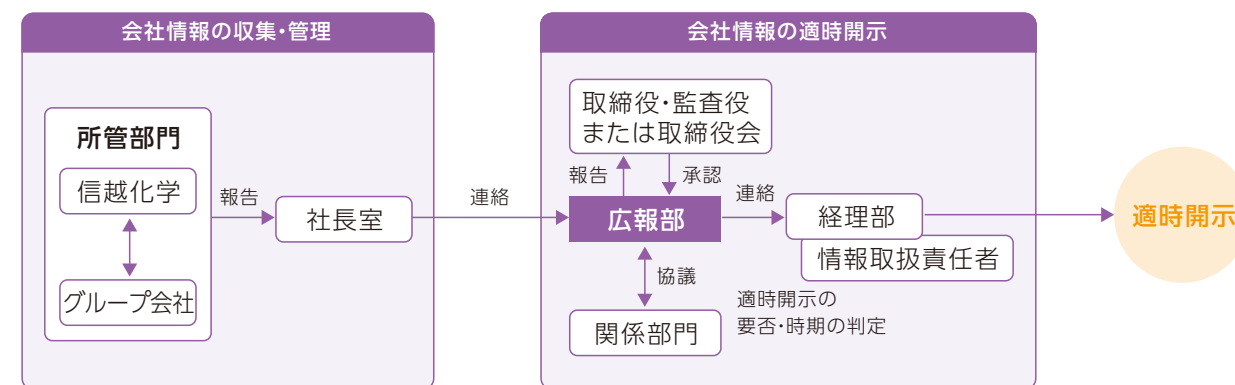 会社情報の収集・管理
所管部門
信越化学
グループ会社
報告
社長室
連絡
会社情報の適時開示
取締役・監査役
または取締役会
報告
承認
広報部
協議
関係部門
連絡
経理部
情報取扱責任者
適時開示の
要否・時期の判定
適時開示